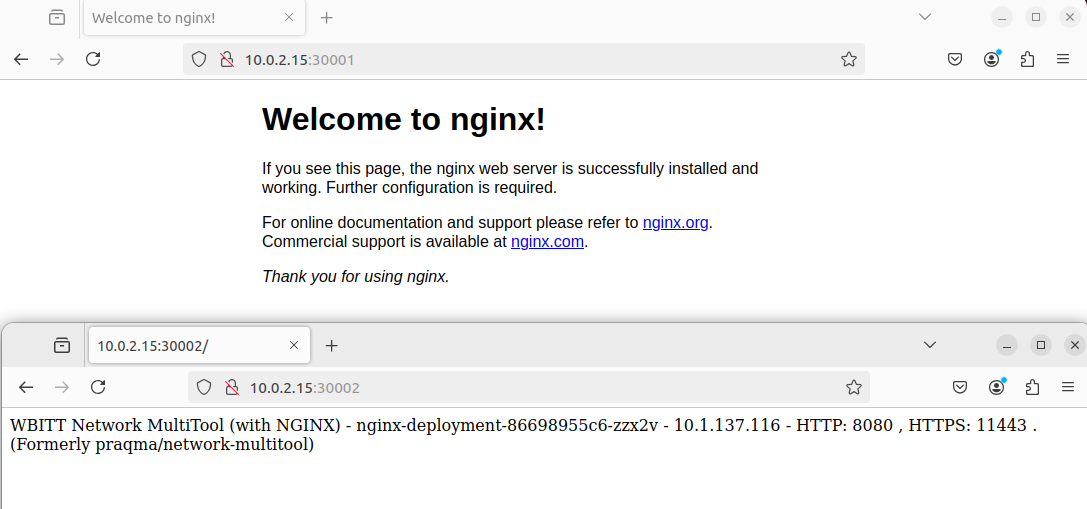 Welcome to nginx!
10.0.2.15:30001
Welcome to nginx!
If you see this page, the nginx web server is successfully installed and
working. Further configuration is required.
For online documentation and support please refer to nginx.org.
Commercial support is available at nginx.com.
Thank you for using nginx.
10.0.2.15:30002/
10.0.2.15:30002
WBITT Network MultiTool (with NGINX) - nginx-deployment-86698955c6-zzx2v - 10.1.137.116 - HTTP: 8080 , HTTPS: 11443 .
(Formerly praqma/network-multitool)